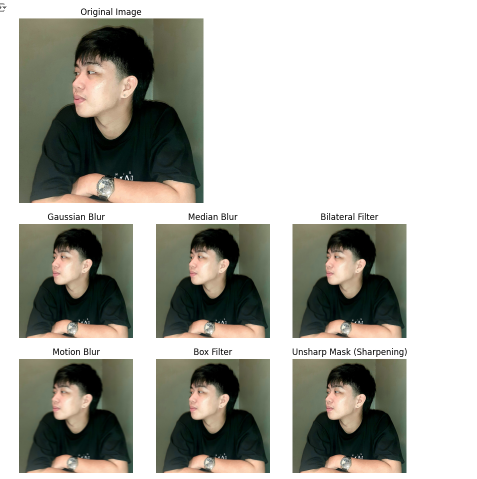 Original Image
Gaussian Blur
Median Blur
Bilateral Filter
Motion Blur
Box Filter
Unsharp Mask (Sharpening)